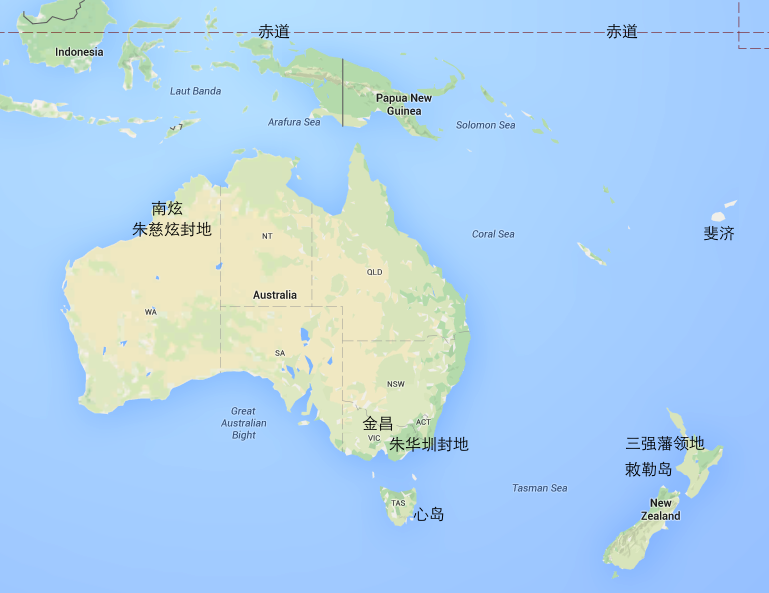 赤道
赤道
Indonesia
Laut Banda
Papua New
Guinea
Arafura Sea
Solomon Sea
南炫
朱慈炫封地
斐济
NT
Coral Sea
QLD
Australia
WA
SA
NSW
Great
Australian
Bight
金昌
ACT
VIC
朱华圳封地
三强藩领地
敕勒岛
Tasman Sea
TAS
心岛
New
Zealand